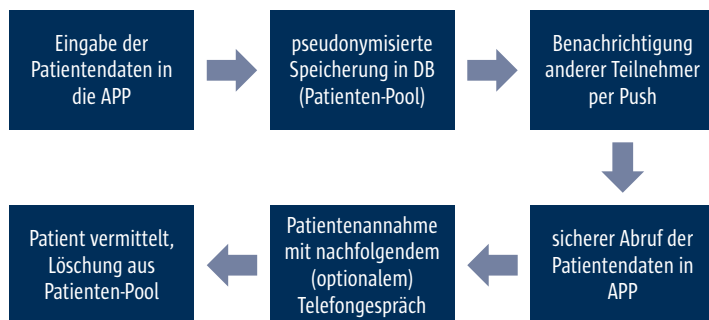 Eingabe der
Patientendaten in
die APP
pseudonymisierte
Speicherung in DB
(Patienten-Pool)
Benachrichtigung
anderer Teilnehmer
per Push
sicherer Abruf der
Patientendaten in
APP
Patientenannahme
mit nachfolgendem
(optionalem)
Telefongespräch
Patient vermittelt,
Löschung aus
Patienten-Pool